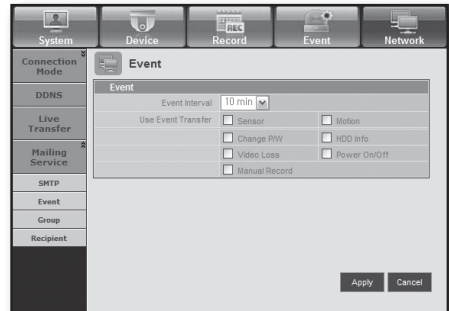 System Device Record Event Network
REC
Connection Mode
DDNS
Live Transfer
Mailing Service
SMTP
Event
Group
Recipient
Event
Event
Event Interval 10 min
Use Event Transfer Sensor Motion
Change P/W HDD Info
Video Loss Power On/Off
Manual Record
Apply Cancel